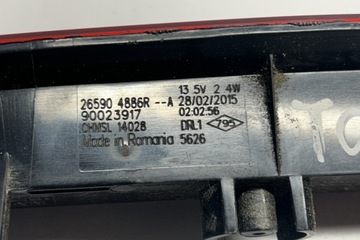 13.5V 2.4W
26590 4886R --A 28/02/2015
90023917 02:02:56
CHMSL 14028 DRL1
Made in Romania 5626
TO